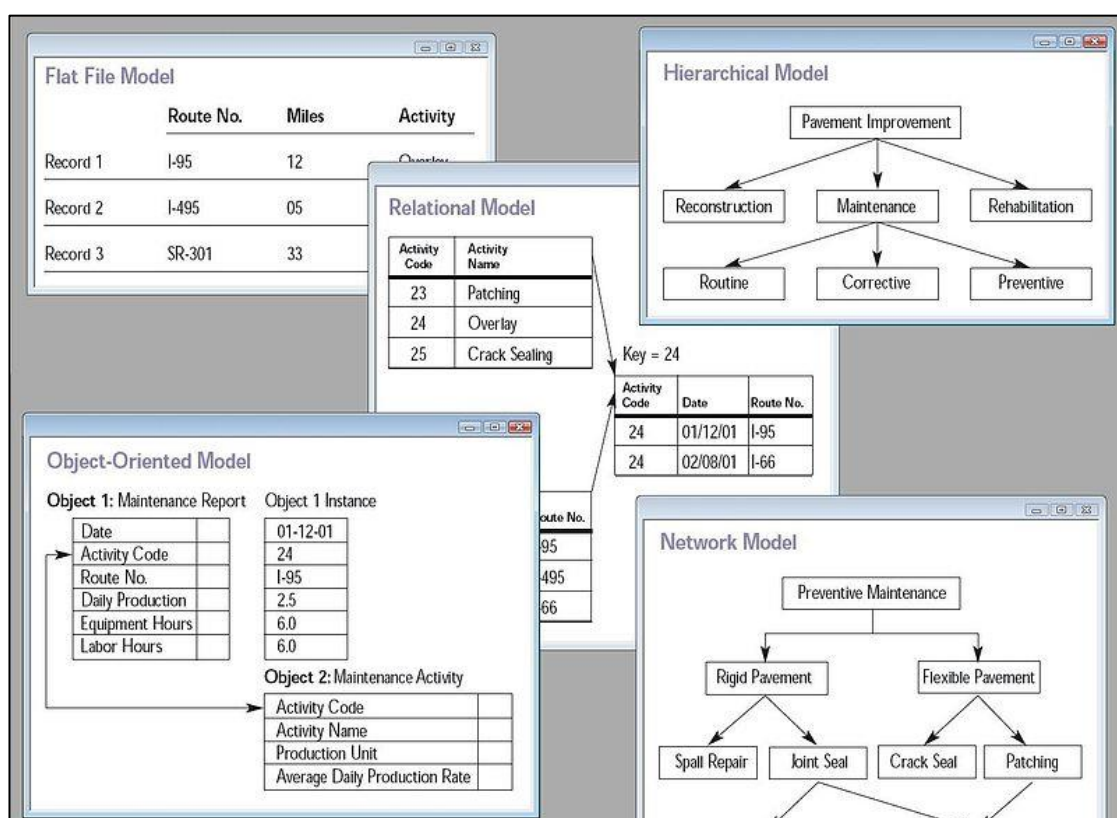 Flat File Model
Route No. Miles Activity
Record 1 I-95 12 Overlay
Record 2 I-495 05
Record 3 SR-301 33
Hierarchical Model
Pavement Improvement
Reconstruction Maintenance Rehabilitation
Routine Corrective Preventive
Relational Model
Activity Code Activity Name
23 Patching
24 Overlay
25 Crack Sealing
Key = 24
Activity Code Date Route No.
24 01/12/01 I-95
24 02/08/01 I-66
oute No.
95
495
66
Object-Oriented Model
Object 1: Maintenance Report Object 1 Instance
Date 01-12-01
Activity Code 24
Route No. I-95
Daily Production 2.5
Equipment Hours 6.0
Labor Hours 6.0
Object 2: Maintenance Activity
Activity Code
Activity Name
Production Unit
Average Daily Production Rate
Network Model
Preventive Maintenance
Rigid Pavement Flexible Pavement
Spall Repair Joint Seal Crack Seal Patching